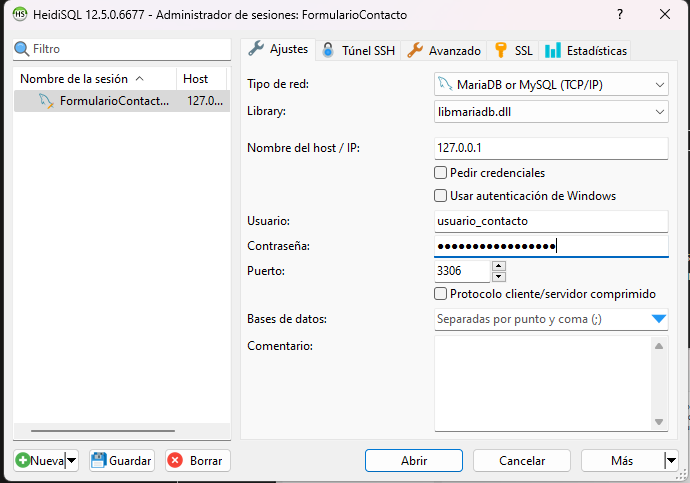 HS HeidiSQL 12.5.0.6677 - Administrador de sesiones: FormularioContacto
Filtro
Nombre de la sesión Host
FormularioContact... 127.0...
Ajustes Túnel SSH Avanzado SSL Estadísticas
Tipo de red: MariaDB or MySQL (TCP/IP)
Library: libmariadb.dll
Nombre del host / IP: 127.0.0.1
Pedir credenciales
Usar autenticación de Windows
Usuario: usuario_contacto
Contraseña: ●●●●●●●●●●●●●●●●●
Puerto: 3306
Protocolo cliente/servidor comprimido
Bases de datos: Separadas por punto y coma (;)
Comentario:
Nueva Guardar Borrar Abrir Cancelar Más